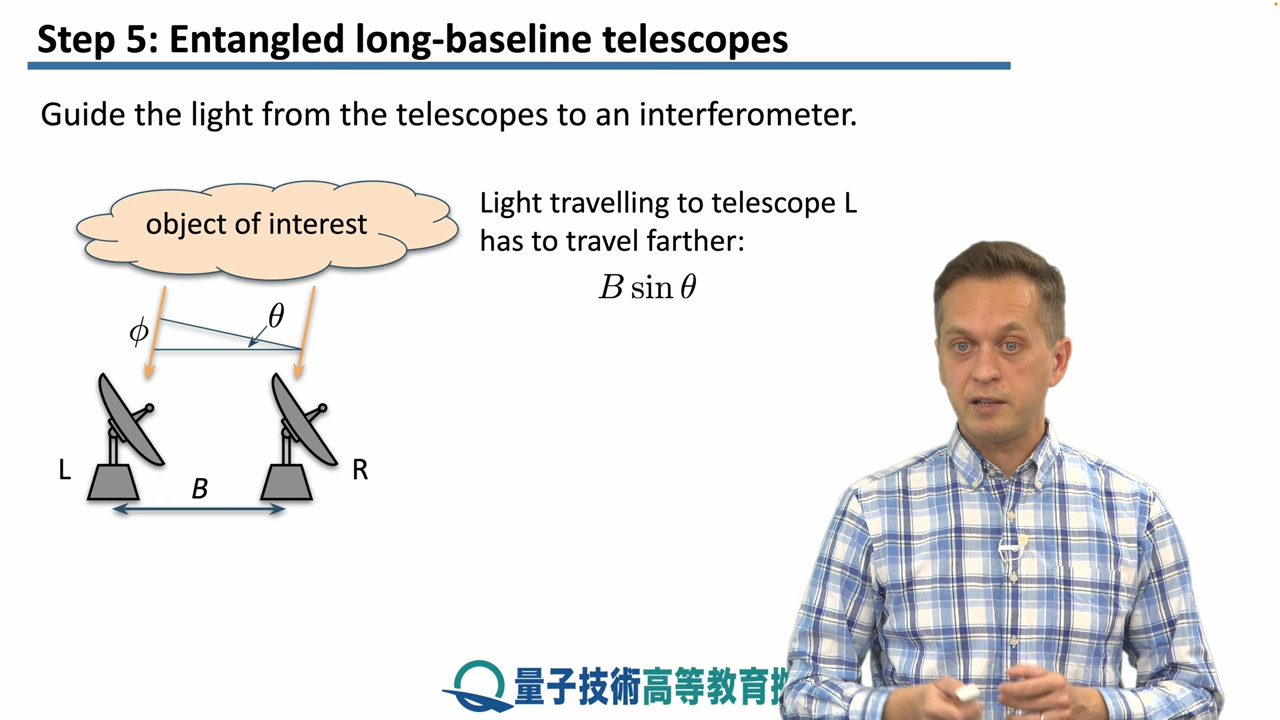 Step 5: Entangled long-baseline telescopes
Guide the light from the telescopes to an interferometer.
object of interest
Light travelling to telescope L
has to travel farther:
B sin θ
θ
ϕ
L
R
B
量子技術高等教育